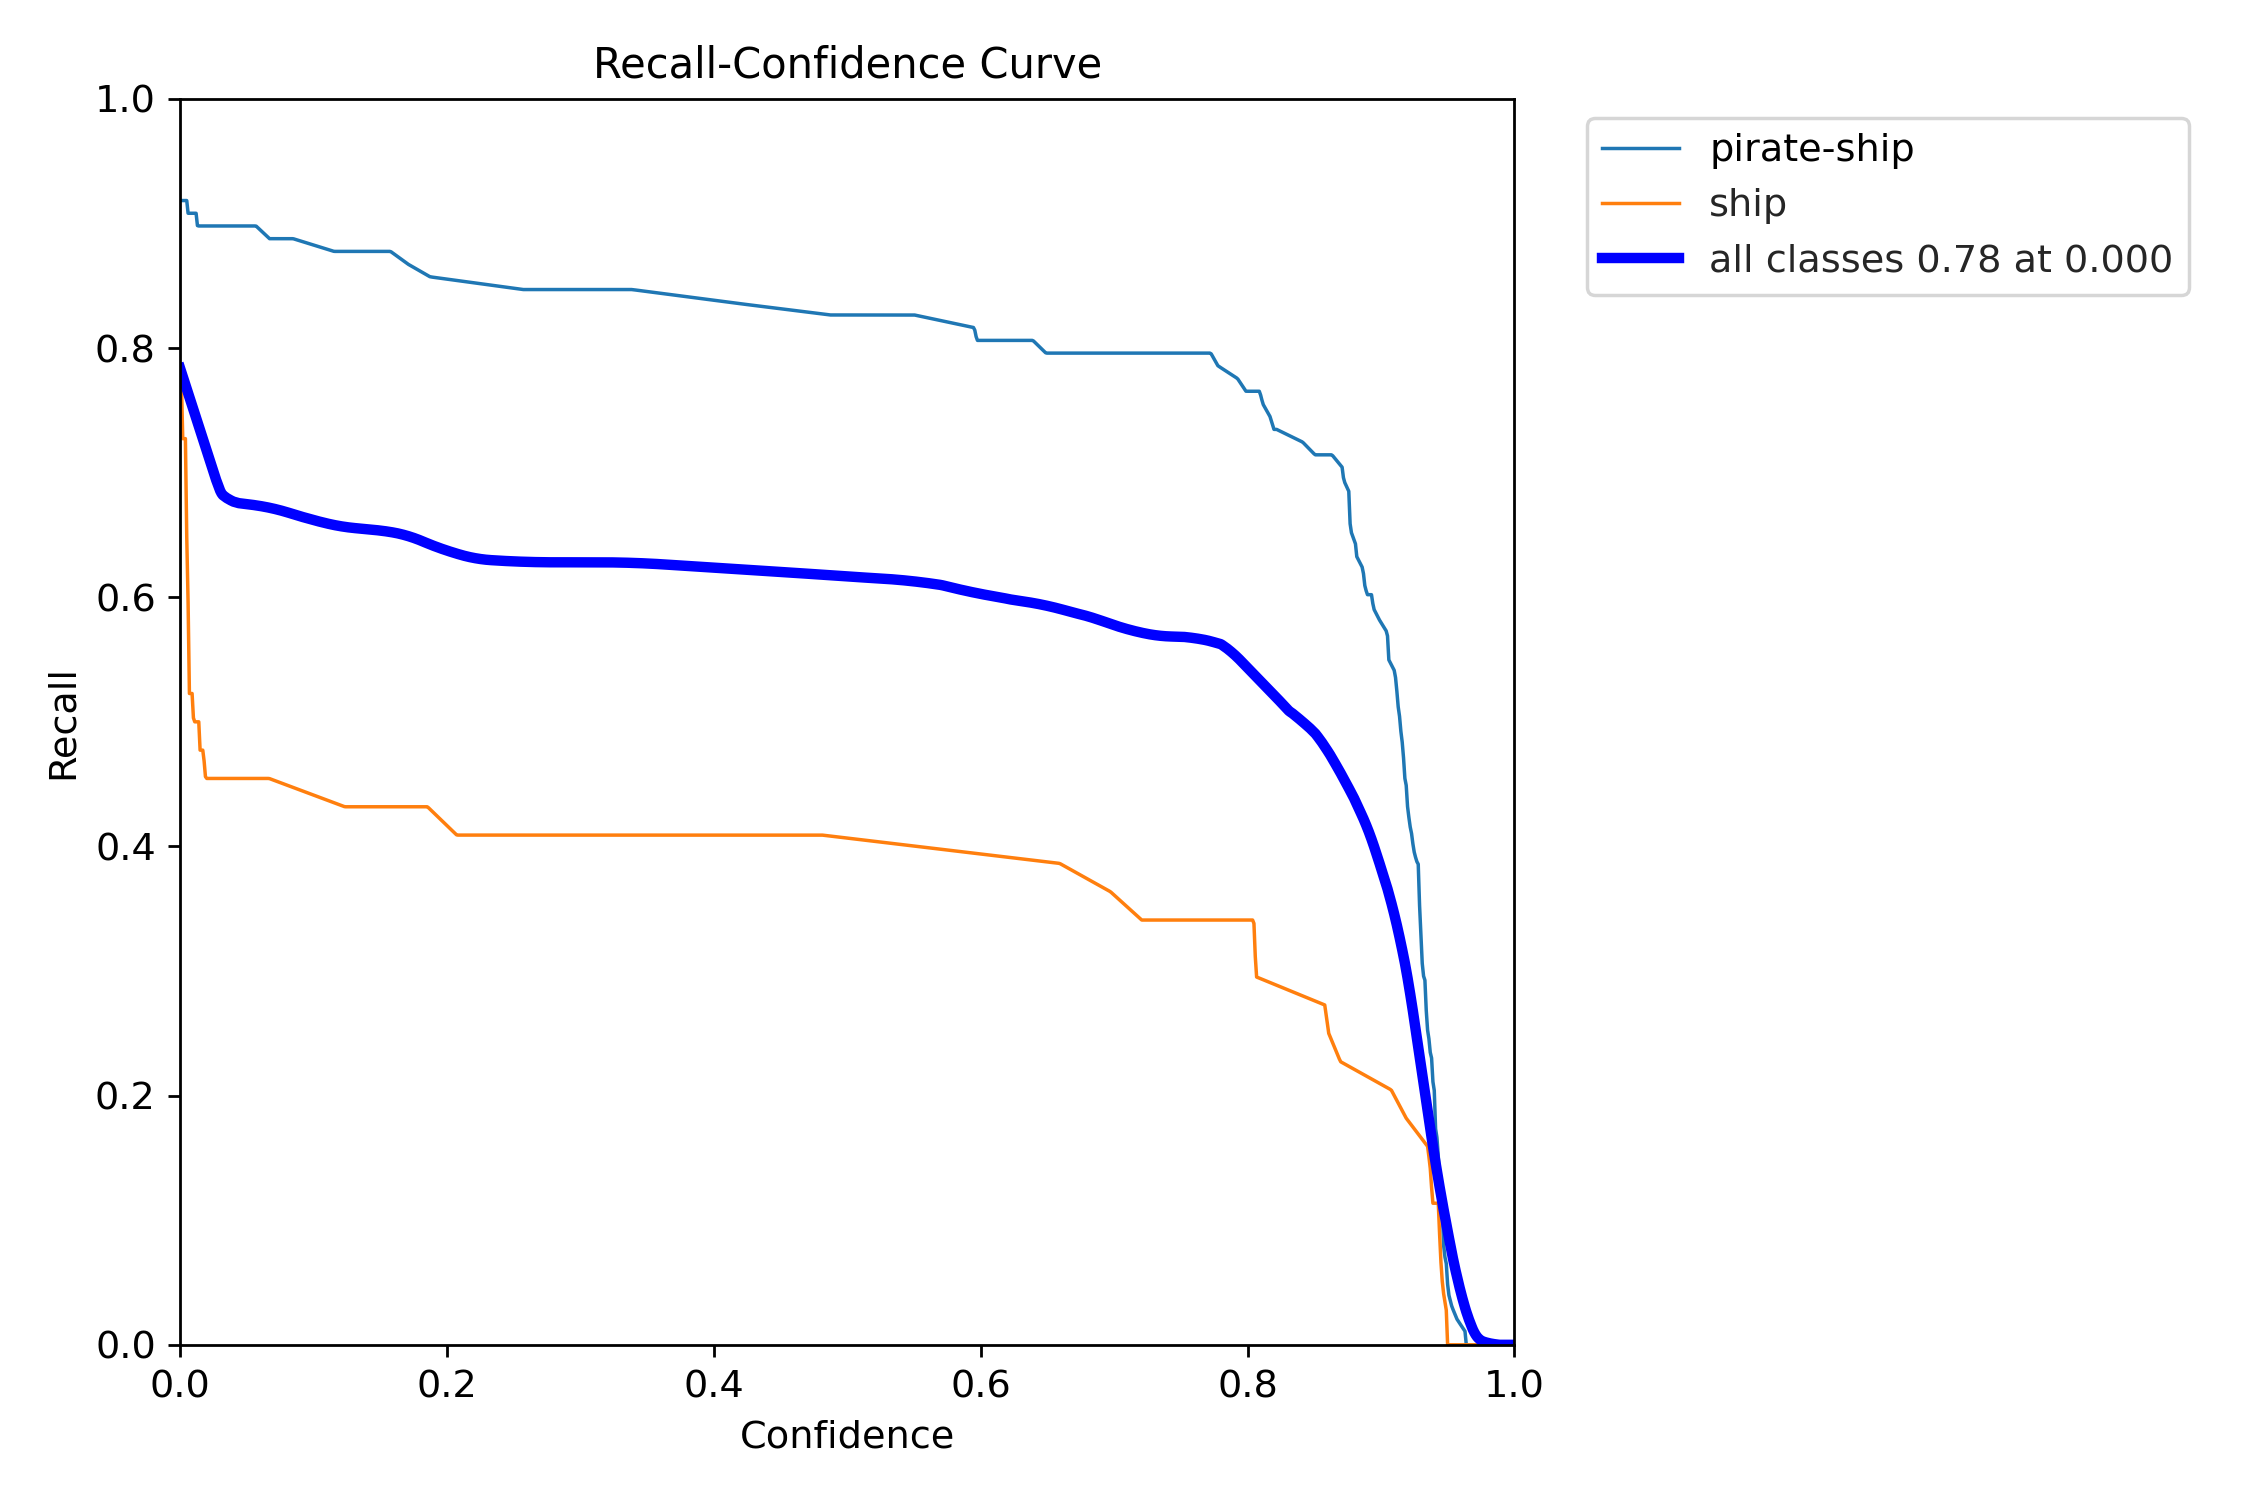 Recall-Confidence Curve
1.0
0.8
0.6
0.4
0.2
0.0
Recall
0.0 0.2 0.4 0.6 0.8 1.0
Confidence
pirate-ship
ship
all classes 0.78 at 0.000